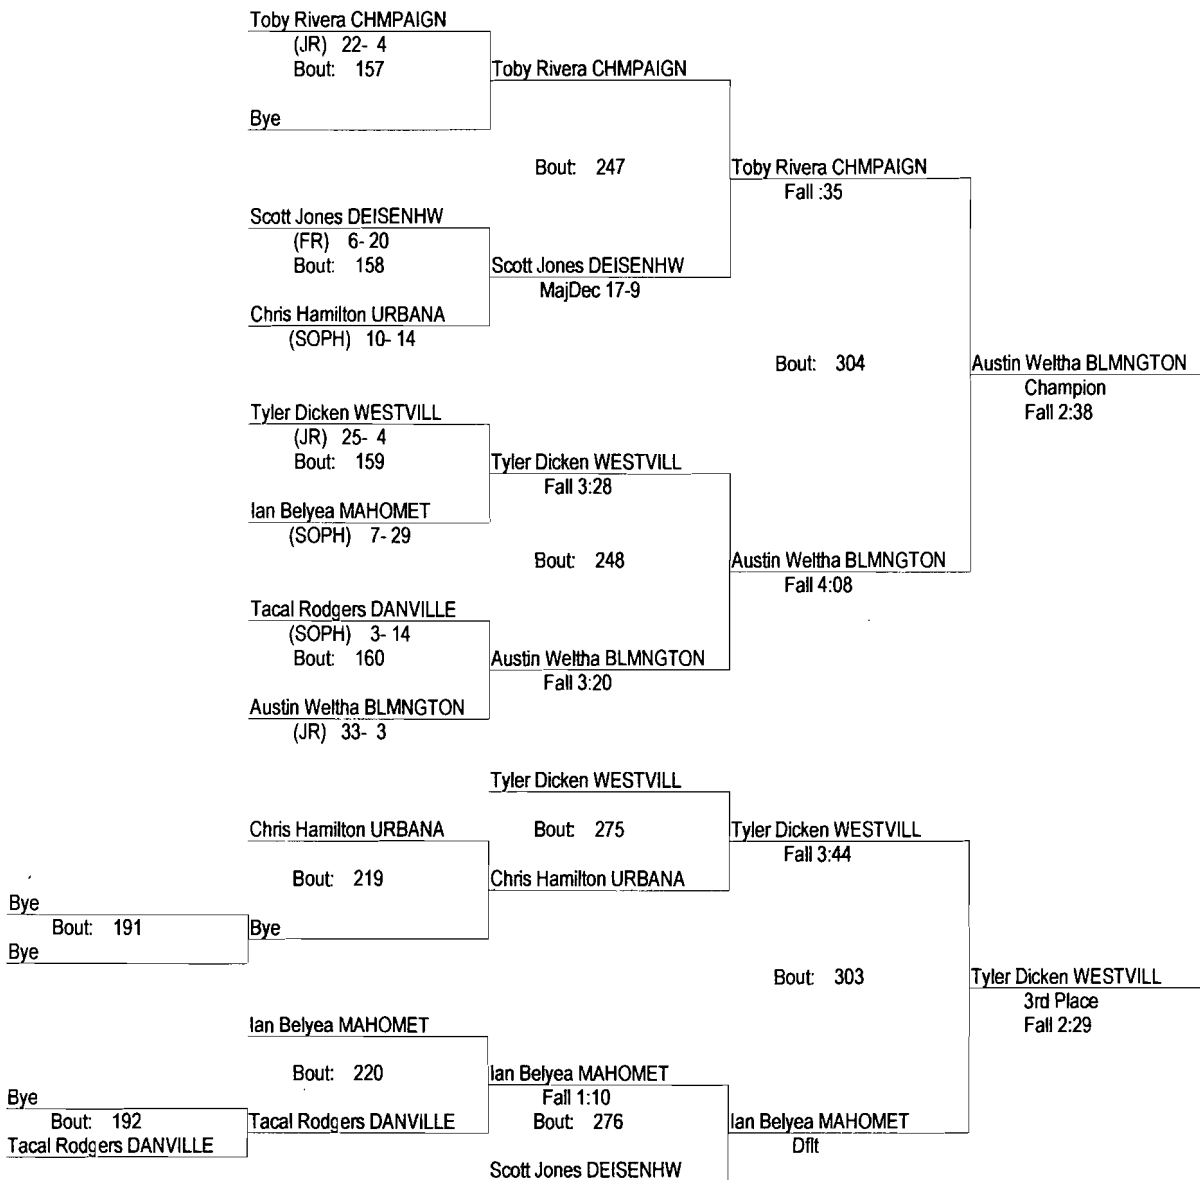 Toby Rivera CHMPAIGN
(JR) 22- 4
Bout: 157
Toby Rivera CHMPAIGN
Bye
Bout: 247
Toby Rivera CHMPAIGN
Fall :35
Scott Jones DEISENHW
(FR) 6- 20
Bout: 158
Scott Jones DEISENHW
MajDec 17-9
Chris Hamilton URBANA
(SOPH) 10- 14
Bout: 304
Austin Weltha BLMNGTON
Champion
Fall 2:38
Tyler Dicken WESTVILL
(JR) 25- 4
Bout: 159
Tyler Dicken WESTVILL
Fall 3:28
Ian Belyea MAHOMET
(SOPH) 7- 29
Bout: 248
Austin Weltha BLMNGTON
Fall 4:08
Tacal Rodgers DANVILLE
(SOPH) 3- 14
Bout: 160
Austin Weltha BLMNGTON
Fall 3:20
Austin Weltha BLMNGTON
(JR) 33- 3
Tyler Dicken WESTVILL
Chris Hamilton URBANA
Bout: 275
Tyler Dicken WESTVILL
Fall 3:44
Bout: 219
Chris Hamilton URBANA
Bye
Bout: 191
Bye
Bye
Bout: 303
Tyler Dicken WESTVILL
3rd Place
Fall 2:29
Ian Belyea MAHOMET
Bout: 220
Ian Belyea MAHOMET
Fall 1:10
Bye
Bout: 192
Tacal Rodgers DANVILLE
Bout: 276
Ian Belyea MAHOMET
Dflt
Tacal Rodgers DANVILLE
Scott Jones DEISENHW